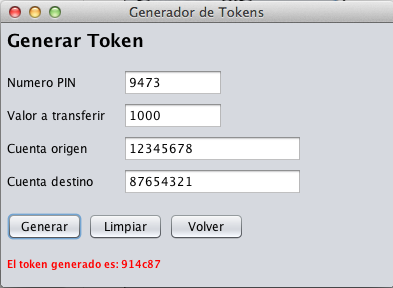 Generador de Tokens
Generar Token
Numero PIN 9473
Valor a transferir 1000
Cuenta origen 12345678
Cuenta destino 87654321
Generar Limpiar Volver
El token generado es: 914c87